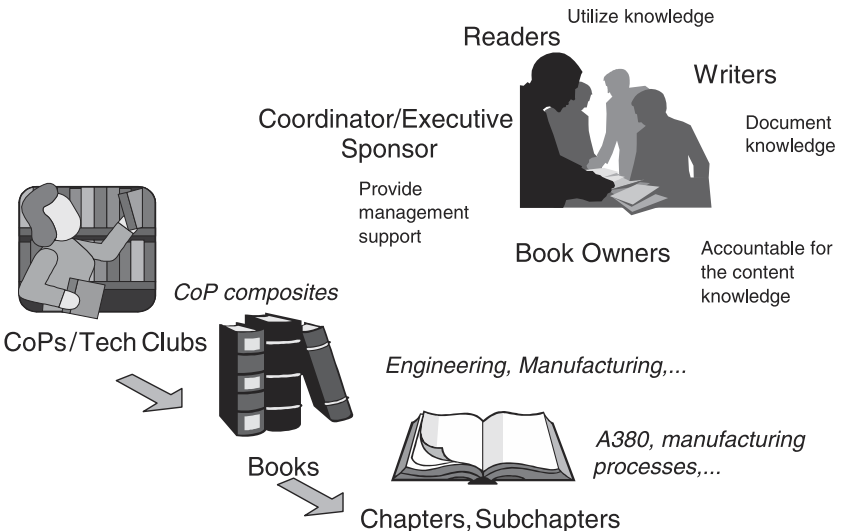 Utilize knowledge
Readers
Writers
Coordinator/Executive
Sponsor
Document
knowledge
Provide
management
support
Book Owners
Accountable for
the content
knowledge
CoP composites
CoPs/Tech Clubs
Engineering, Manufacturing,...
A380, manufacturing
processes,...
Books
Chapters, Subchapters